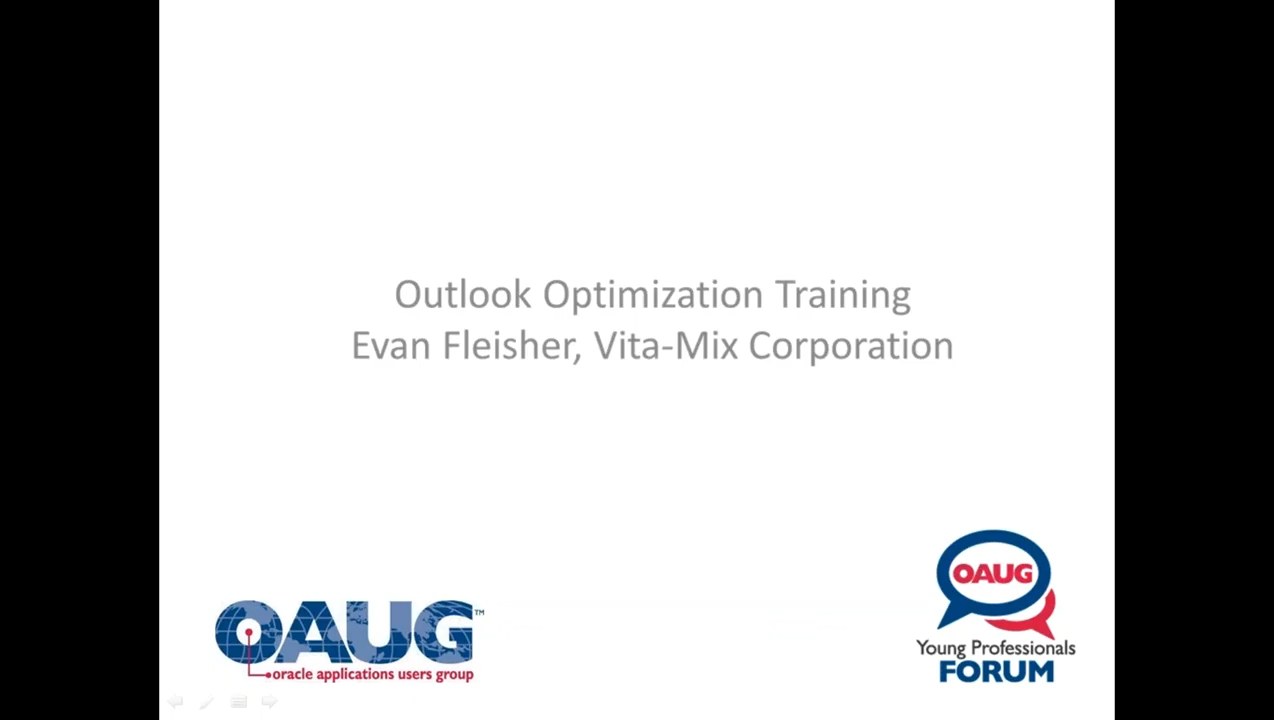 Outlook Optimization Training
Evan Fleisher, Vita-Mix Corporation
OAUG™
oracle applications users group
OAUG
Young Professionals
FORUM